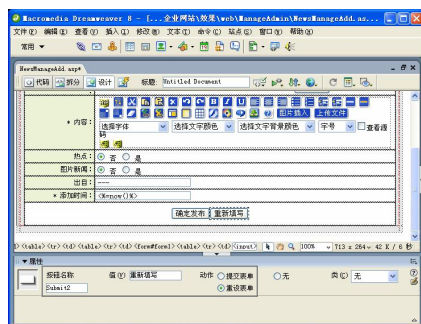 Macromedia Dreamweaver 8 - [...企业网站\效果\web\ManageAdmin\NewsManageAdd.as...
文件(F) 编辑(E) 查看(V) 插入(I) 修改(M) 文本(T) 命令(C) 站点(S) 窗口(W) 帮助(H)
常用
NewsManageAdd.asp*
代码 拆分 设计 标题: Untitled Document
* 内容:
图片插入 上传文件
选择字体 选择文字颜色 选择文字背景颜色 字号 查看源
码
热点: 否 是
图片新闻: 否 是
出自: ---
* 添加时间: <%=now()%>
确定发布 重新填写
<table> <tr> <td> <table> <tr> <td> <form#form1> <table> <tr> <td> <input> 100% 713 x 264 42 K / 6 秒
属性
按钮名称 值(V) 重新填写 动作 提交表单 无 类(C) 无
Submit2 重设表单